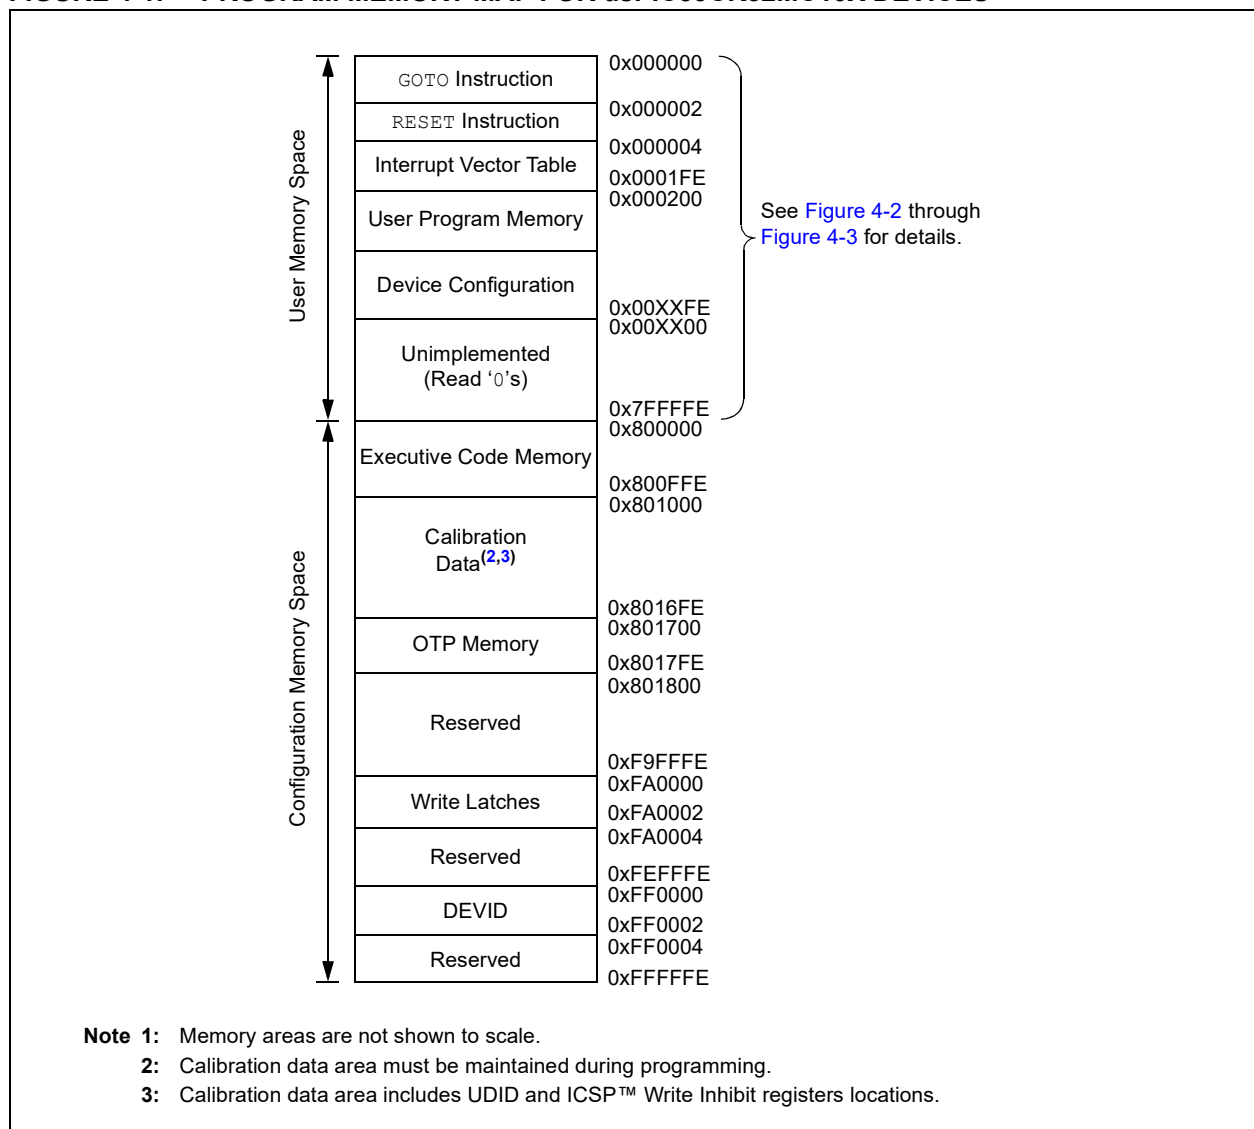 GOTO Instruction
0x000000
0x000002
RESET Instruction
0x000004
Interrupt Vector Table
0x0001FE
0x000200
User Program Memory
See Figure 4-2 through
Figure 4-3 for details.
User Memory Space
Device Configuration
0x00XXFE
0x00XX00
Unimplemented
(Read ‘0’s)
0x7FFFFE
0x800000
Executive Code Memory
0x800FFE
0x801000
Calibration
Data(2,3)
Configuration Memory Space
0x8016FE
0x801700
OTP Memory
0x8017FE
0x801800
Reserved
0xF9FFFE
0xFA0000
Write Latches
0xFA0002
0xFA0004
Reserved
0xFEFFFE
0xFF0000
DEVID
0xFF0002
0xFF0004
Reserved
0xFFFFFE
Note 1: Memory areas are not shown to scale.
2: Calibration data area must be maintained during programming.
3: Calibration data area includes UDID and ICSP™ Write Inhibit registers locations.